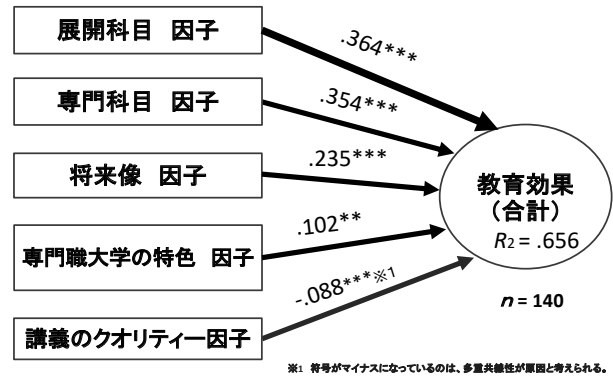 展開科目 因子
.364***
専門科目 因子
.354***
将来像 因子
.235***
教育効果
(合計)
R2 = .656
専門職大学の特色 因子
.102**
講義のクオリティー因子
-.088***※1
n = 140
※1 符号がマイナスになっているのは、多重共線性が原因と考えられる。